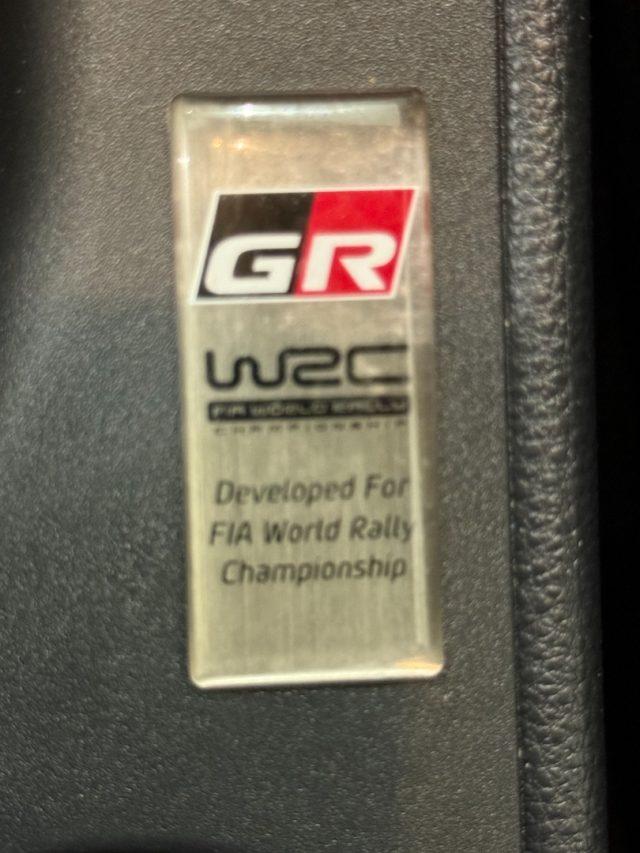 GR
WRC
FIA WORLD RALLY
CHAMPIONSHIP
Developed For
FIA World Rally
Championship